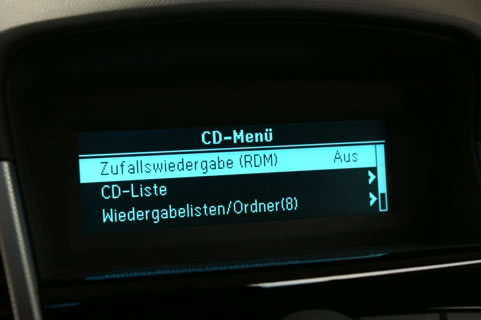 CD-Menü
Zufallswiedergabe (RDM) Aus
CD-Liste
Wiedergabelisten/Ordner(8)